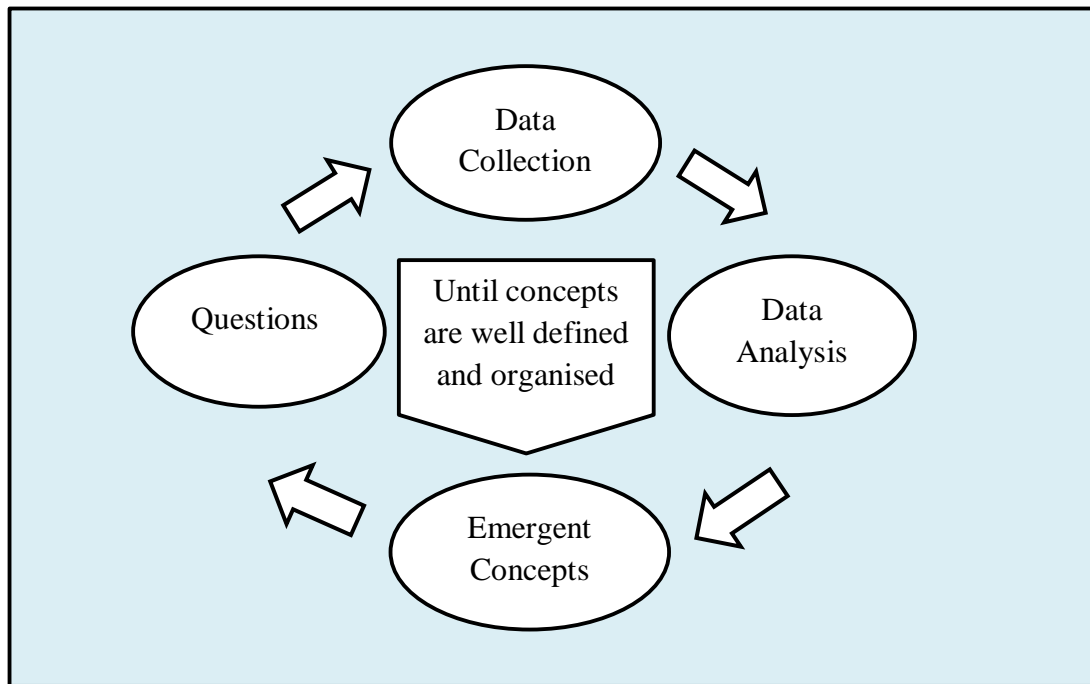 Data
Collection
Questions
Until concepts
are well defined
and organised
Data
Analysis
Emergent
Concepts